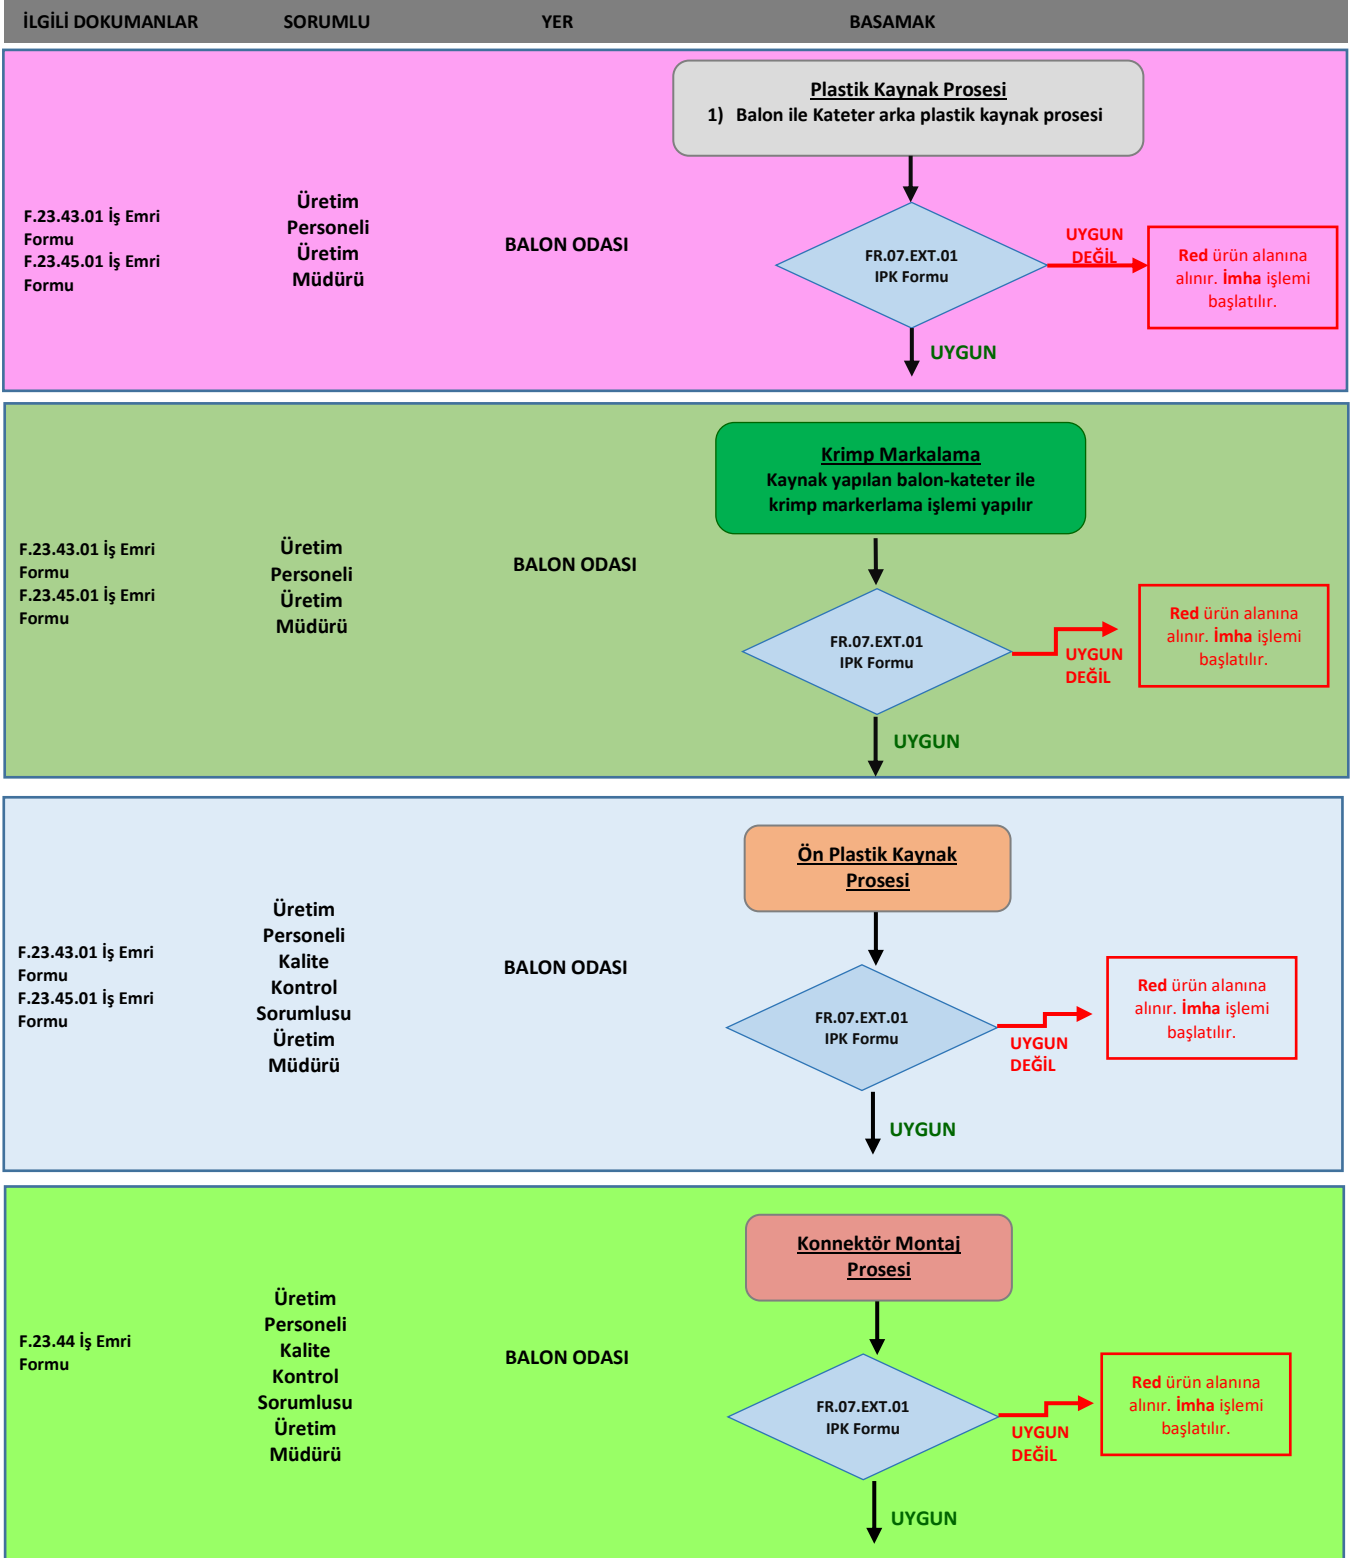 İLGİLİ DOKUMANLAR SORUMLU YER BASAMAK
Plastik Kaynak Prosesi
1) Balon ile Kateter arka plastik kaynak prosesi
F.23.43.01 İş Emri
Formu
F.23.45.01 İş Emri
Formu
Üretim
Personeli
Üretim
Müdürü
BALON ODASI
FR.07.EXT.01
IPK Formu
UYGUN
DEĞİL
Red ürün alanına
alınır. İmha işlemi
başlatılır.
UYGUN
Krimp Markalama
Kaynak yapılan balon-kateter ile
krimp markerlama işlemi yapılır
F.23.43.01 İş Emri
Formu
F.23.45.01 İş Emri
Formu
Üretim
Personeli
Üretim
Müdürü
BALON ODASI
FR.07.EXT.01
IPK Formu
UYGUN
DEĞİL
Red ürün alanına
alınır. İmha işlemi
başlatılır.
UYGUN
Ön Plastik Kaynak
Prosesi
F.23.43.01 İş Emri
Formu
F.23.45.01 İş Emri
Formu
Üretim
Personeli
Kalite
Kontrol
Sorumlusu
Üretim
Müdürü
BALON ODASI
FR.07.EXT.01
IPK Formu
UYGUN
DEĞİL
Red ürün alanına
alınır. İmha işlemi
başlatılır.
UYGUN
Konnektör Montaj
Prosesi
F.23.44 İş Emri
Formu
Üretim
Personeli
Kalite
Kontrol
Sorumlusu
Üretim
Müdürü
BALON ODASI
FR.07.EXT.01
IPK Formu
UYGUN
DEĞİL
Red ürün alanına
alınır. İmha işlemi
başlatılır.
UYGUN